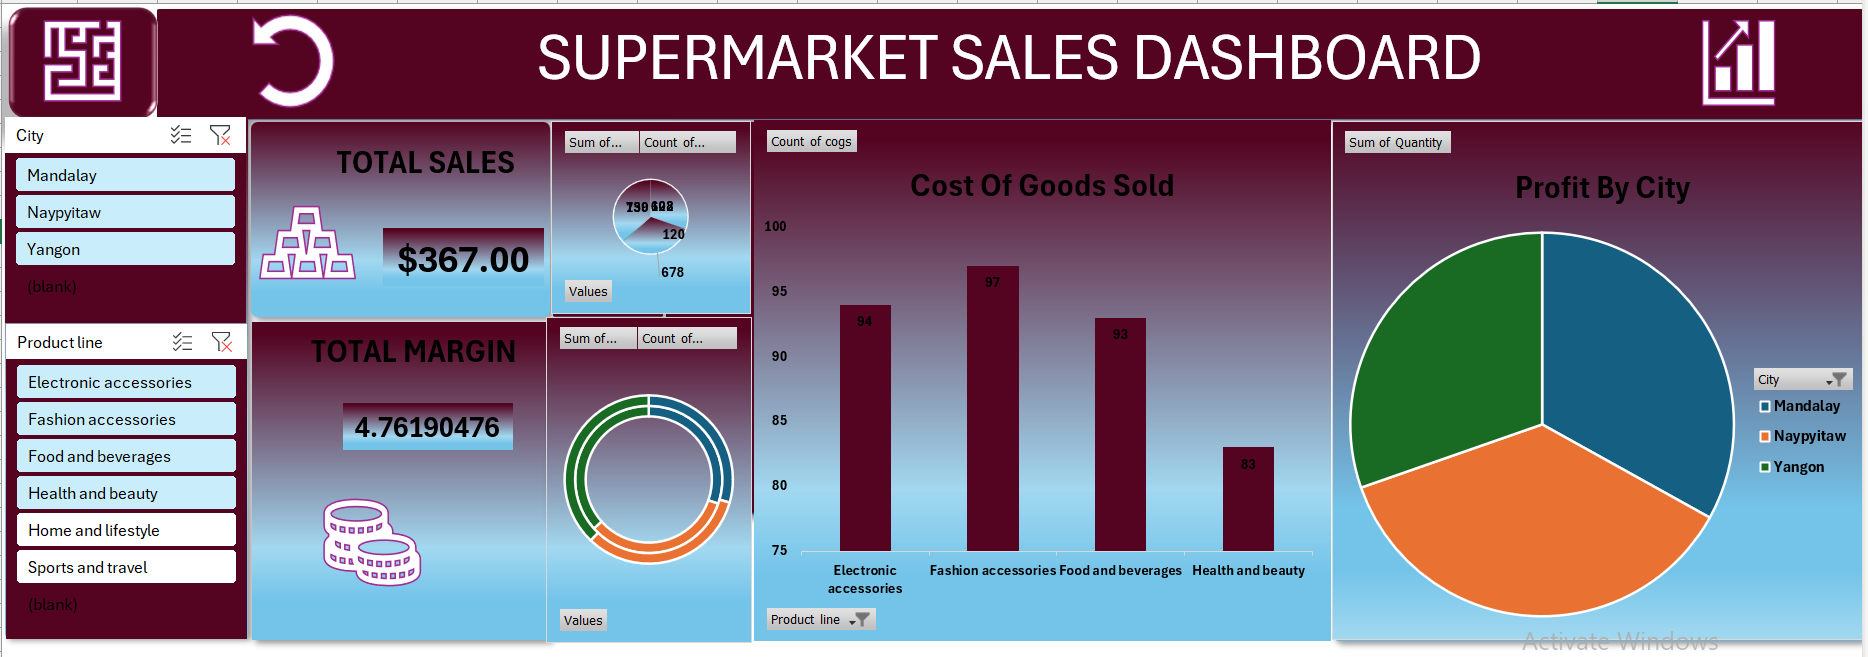 SUPERMARKET SALES DASHBOARD
City
Mandalay
Naypyitaw
Yangon
(blank)
Product line
Electronic accessories
Fashion accessories
Food and beverages
Health and beauty
Home and lifestyle
Sports and travel
(blank)
TOTAL SALES
$367.00
TOTAL MARGIN
4.76190476
Sum of...
Count of...
120
678
Values
Sum of...
Count of...
Values
Count of cogs
Cost Of Goods Sold
100
95
90
85
80
75
94
97
93
83
Electronic
accessories
Fashion accessories
Food and beverages
Health and beauty
Product line
Sum of Quantity
Profit By City
City
Mandalay
Naypyitaw
Yangon
Activate Windows